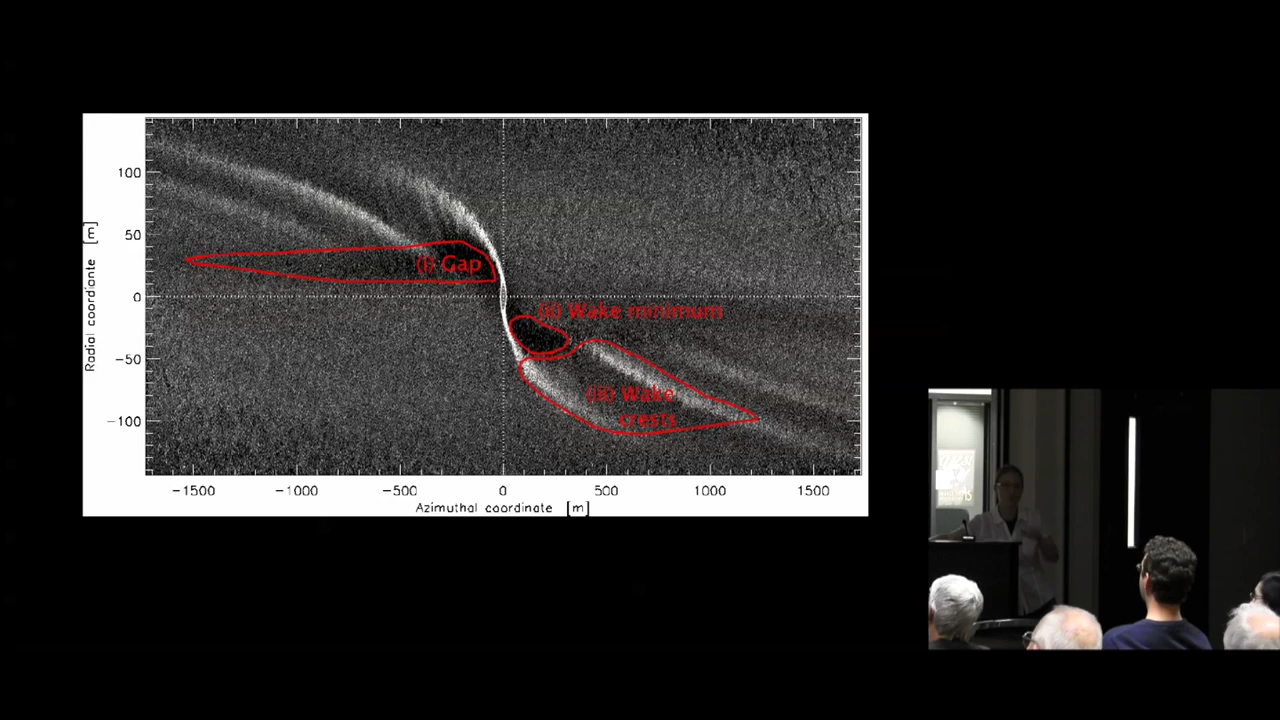 100
50
0
−50
−100
Radial coordiante [m]
(i) Gap
(ii) Wake minimum
(iii) Wake
crests
−1500 −1000 −500 0 500 1000 1500
Azimuthal coordinate [m]